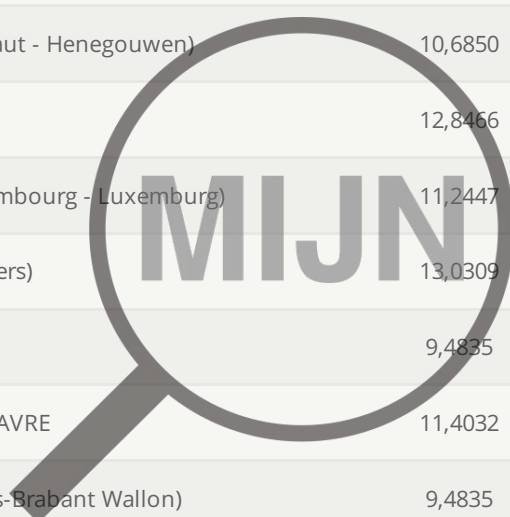 aut - Henegouwen) 10,6850
12,8466
MIJN
mbourg - Luxemburg) 11,2447
ers) 13,0309
9,4835
AVRE 11,4032
s-Brabant Wallon) 9,4835